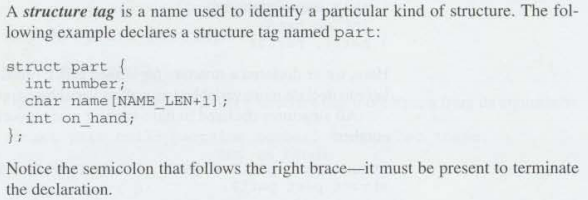 A structure tag is a name used to identify a particular kind of structure. The fol-
lowing example declares a structure tag named part:
struct part {
  int number;
  char name[NAME_LEN+1];
  int on_hand;
};
Notice the semicolon that follows the right brace—it must be present to terminate
the declaration.